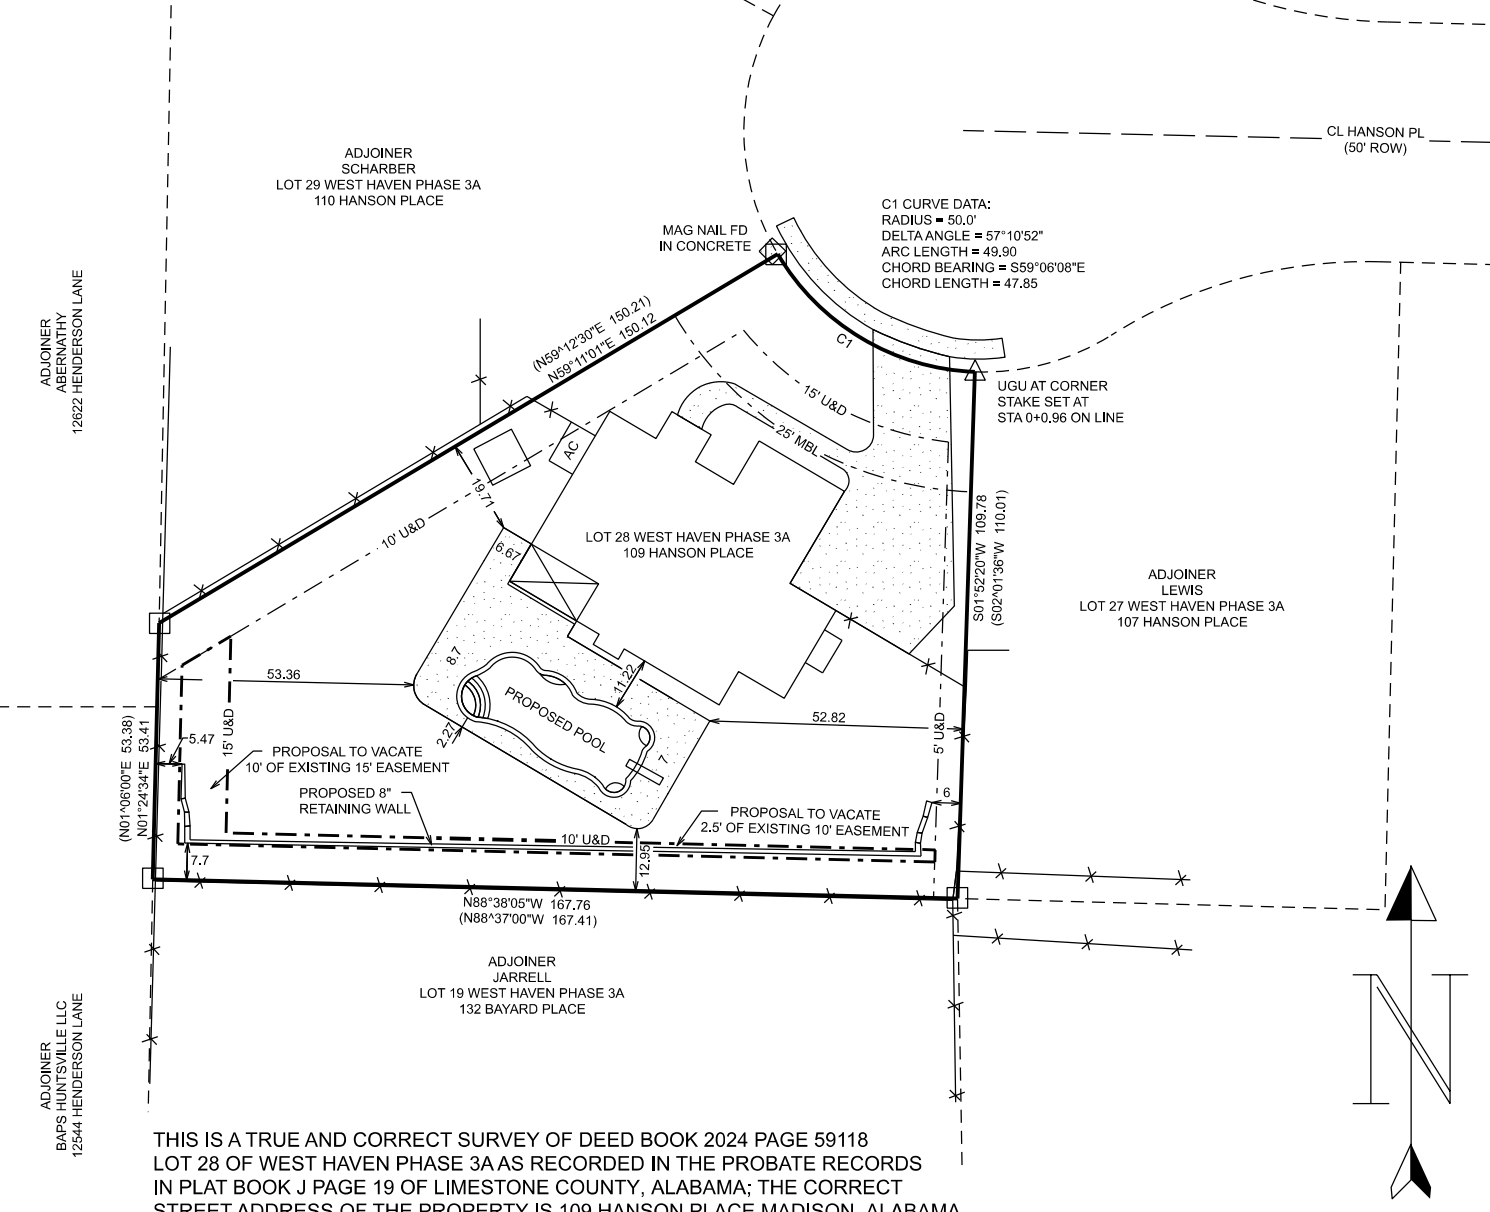 CL HANSON PL
(50' ROW)
ADJOINER
SCHARBER
LOT 29 WEST HAVEN PHASE 3A
110 HANSON PLACE
C1 CURVE DATA:
RADIUS = 50.0'
DELTA ANGLE = 57°10'52"
ARC LENGTH = 49.90
CHORD BEARING = S59°06'08"E
CHORD LENGTH = 47.85
MAG NAIL FD
IN CONCRETE
ADJOINER
ABERNATHY
12622 HENDERSON LANE
(N59^12'30"E 150.21)
N59°11'01"E 150.12
C1
UGU AT CORNER
STAKE SET AT
STA 0+0.96 ON LINE
15' U&D
25' MBL
AC
19.71
10' U&D
6.67
LOT 28 WEST HAVEN PHASE 3A
109 HANSON PLACE
S01°52'20"W 109.78
(S02^01'36"W 110.01)
ADJOINER
LEWIS
LOT 27 WEST HAVEN PHASE 3A
107 HANSON PLACE
8.7
11.22
53.36
PROPOSED POOL
52.82
2.27
7
5' U&D
15' U&D
5.47
(N01^06'00"E 53.38)
N01°24'34"E 53.41
PROPOSAL TO VACATE
10' OF EXISTING 15' EASEMENT
PROPOSED 8"
RETAINING WALL
6
PROPOSAL TO VACATE
2.5' OF EXISTING 10' EASEMENT
10' U&D
7.7
12.95
N88°38'05"W 167.76
(N88^37'00"W 167.41)
ADJOINER
JARRELL
LOT 19 WEST HAVEN PHASE 3A
132 BAYARD PLACE
ADJOINER
BAPS HUNTSVILLE LLC
12544 HENDERSON LANE
N
THIS IS A TRUE AND CORRECT SURVEY OF DEED BOOK 2024 PAGE 59118
LOT 28 OF WEST HAVEN PHASE 3A AS RECORDED IN THE PROBATE RECORDS
IN PLAT BOOK J PAGE 19 OF LIMESTONE COUNTY, ALABAMA; THE CORRECT
STREET ADDRESS OF THE PROPERTY IS 109 HANSON PLACE MADISON, ALABAMA